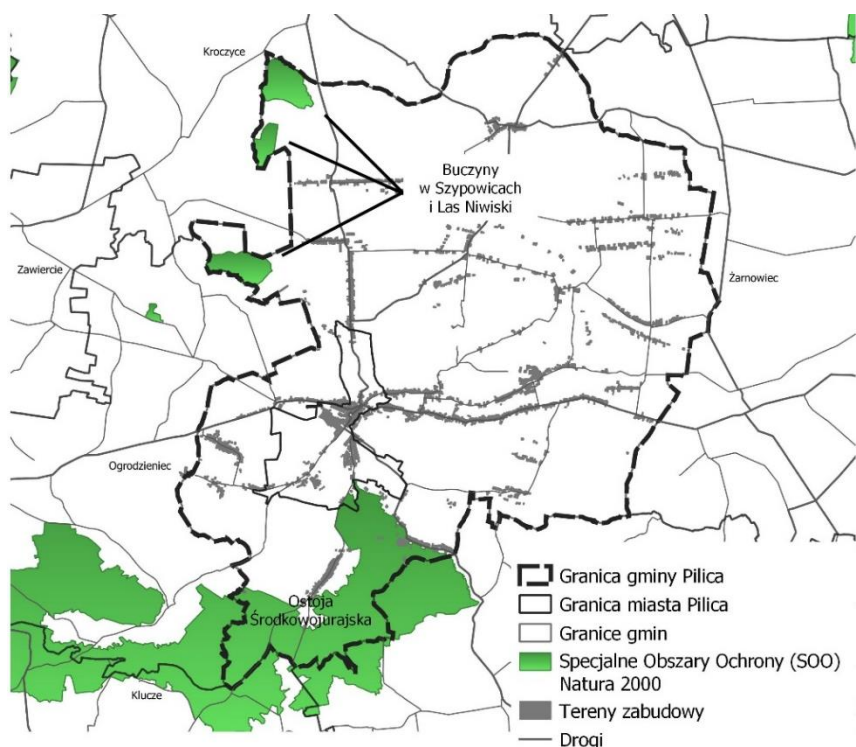 Kroczyce
Buczyny
w Szypowicach
i Las Niwiski
Zawiercie
Żarnowiec
Ogrodzieniec
Ostoja
Środkowojurajska
Klucze
Granica gminy Pilica
Granica miasta Pilica
Granice gmin
Specjalne Obszary Ochrony (SOO)
Natura 2000
Tereny zabudowy
Drogi